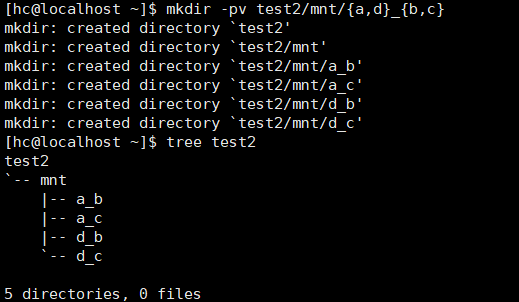 [hc@localhost ~]$ mkdir -pv test2/mnt/{a,d}_{b,c}
mkdir: created directory `test2'
mkdir: created directory `test2/mnt'
mkdir: created directory `test2/mnt/a_b'
mkdir: created directory `test2/mnt/a_c'
mkdir: created directory `test2/mnt/d_b'
mkdir: created directory `test2/mnt/d_c'
[hc@localhost ~]$ tree test2
test2
`-- mnt
    |-- a_b
    |-- a_c
    |-- d_b
    `-- d_c

5 directories, 0 files